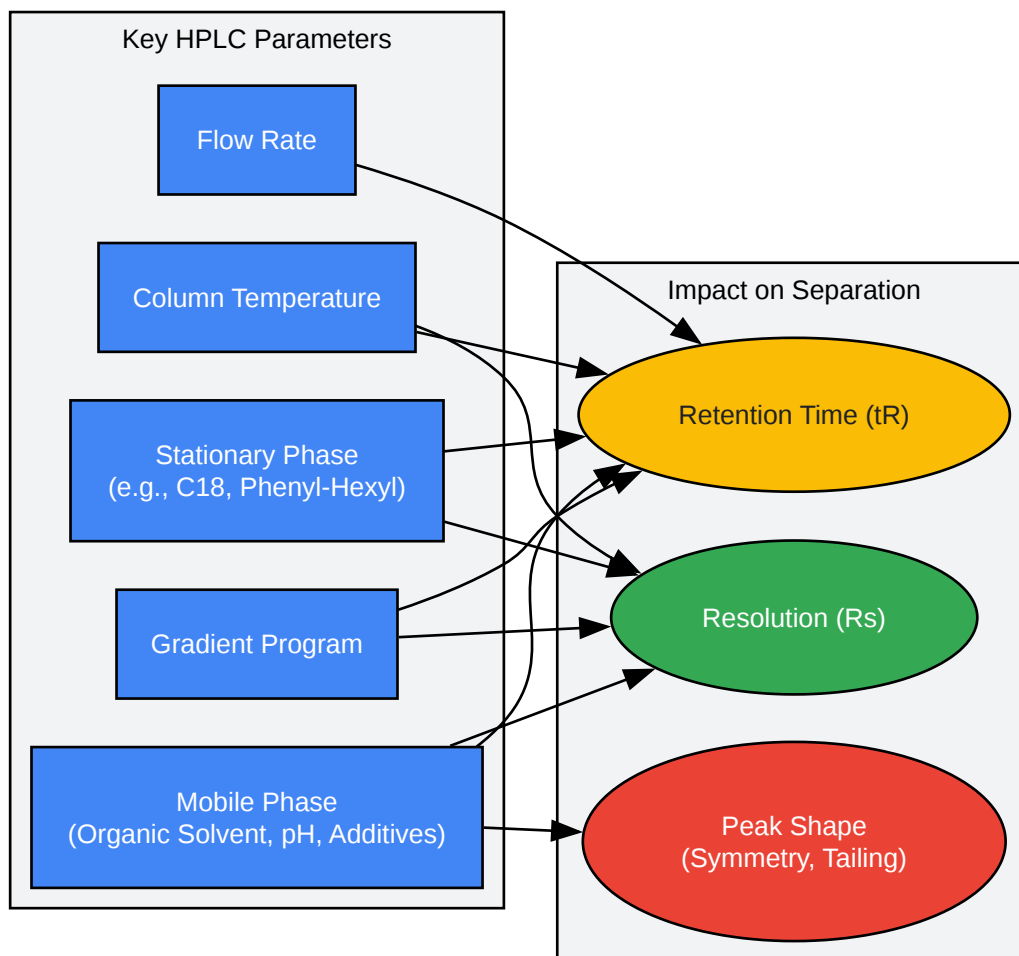 Key HPLC Parameters
Flow Rate
Column Temperature
Stationary Phase
(e.g., C18, Phenyl-Hexyl)
Gradient Program
Mobile Phase
(Organic Solvent, pH, Additives)
Impact on Separation
Retention Time (tR)
Resolution (Rs)
Peak Shape
(Symmetry, Tailing)